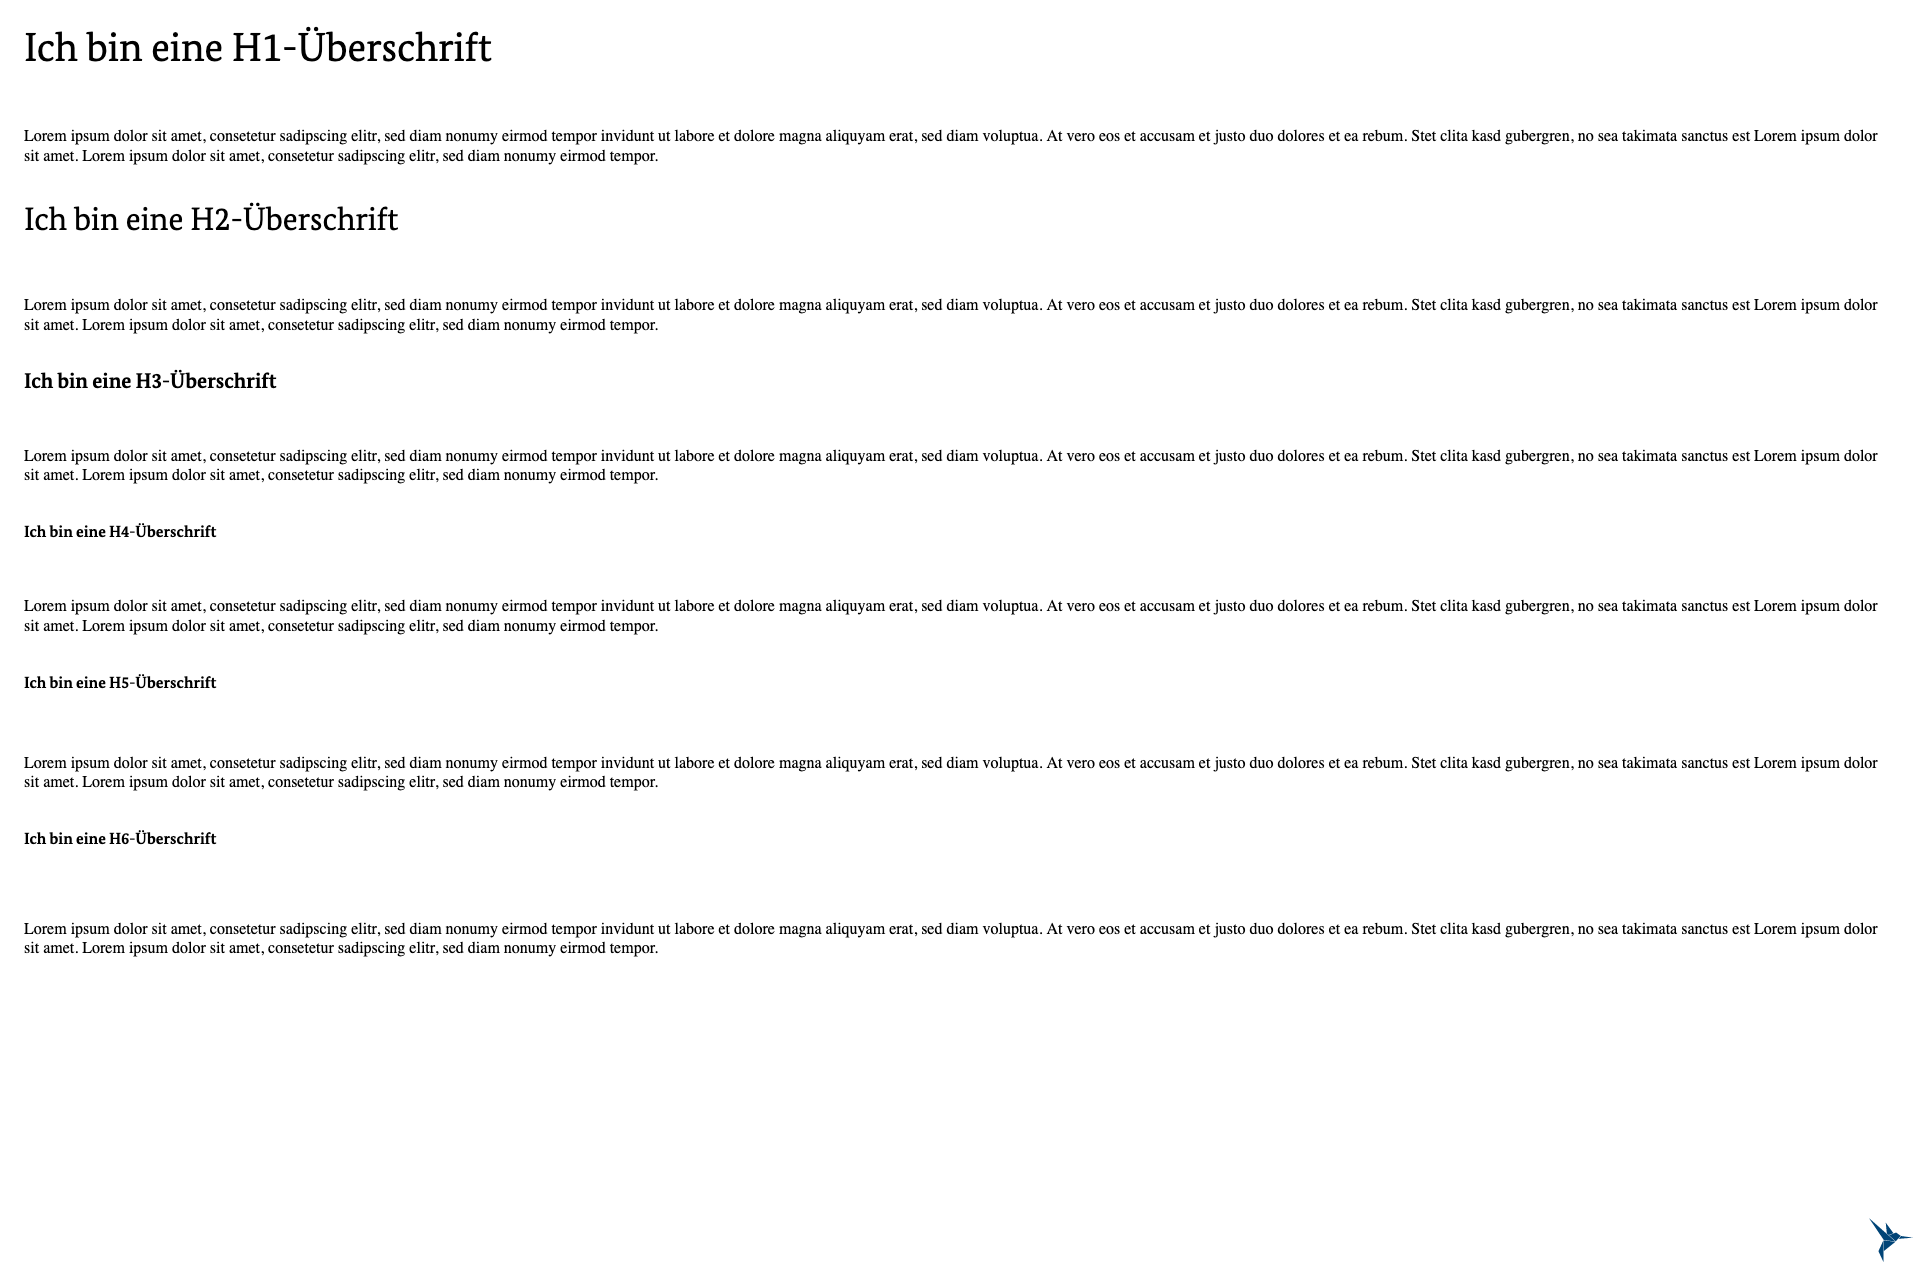 Ich bin eine H1-Überschrift
Lorem ipsum dolor sit amet, consetetur sadipscing elitr, sed diam nonumy eirmod tempor invidunt ut labore et dolore magna aliquyam erat, sed diam voluptua. At vero eos et accusam et justo duo dolores et ea rebum. Stet clita kasd gubergren, no sea takimata sanctus est Lorem ipsum dolor
sit amet. Lorem ipsum dolor sit amet, consetetur sadipscing elitr, sed diam nonumy eirmod tempor.
Ich bin eine H2-Überschrift
Lorem ipsum dolor sit amet, consetetur sadipscing elitr, sed diam nonumy eirmod tempor invidunt ut labore et dolore magna aliquyam erat, sed diam voluptua. At vero eos et accusam et justo duo dolores et ea rebum. Stet clita kasd gubergren, no sea takimata sanctus est Lorem ipsum dolor
sit amet. Lorem ipsum dolor sit amet, consetetur sadipscing elitr, sed diam nonumy eirmod tempor.
Ich bin eine H3-Überschrift
Lorem ipsum dolor sit amet, consetetur sadipscing elitr, sed diam nonumy eirmod tempor invidunt ut labore et dolore magna aliquyam erat, sed diam voluptua. At vero eos et accusam et justo duo dolores et ea rebum. Stet clita kasd gubergren, no sea takimata sanctus est Lorem ipsum dolor
sit amet. Lorem ipsum dolor sit amet, consetetur sadipscing elitr, sed diam nonumy eirmod tempor.
Ich bin eine H4-Überschrift
Lorem ipsum dolor sit amet, consetetur sadipscing elitr, sed diam nonumy eirmod tempor invidunt ut labore et dolore magna aliquyam erat, sed diam voluptua. At vero eos et accusam et justo duo dolores et ea rebum. Stet clita kasd gubergren, no sea takimata sanctus est Lorem ipsum dolor
sit amet. Lorem ipsum dolor sit amet, consetetur sadipscing elitr, sed diam nonumy eirmod tempor.
Ich bin eine H5-Überschrift
Lorem ipsum dolor sit amet, consetetur sadipscing elitr, sed diam nonumy eirmod tempor invidunt ut labore et dolore magna aliquyam erat, sed diam voluptua. At vero eos et accusam et justo duo dolores et ea rebum. Stet clita kasd gubergren, no sea takimata sanctus est Lorem ipsum dolor
sit amet. Lorem ipsum dolor sit amet, consetetur sadipscing elitr, sed diam nonumy eirmod tempor.
Ich bin eine H6-Überschrift
Lorem ipsum dolor sit amet, consetetur sadipscing elitr, sed diam nonumy eirmod tempor invidunt ut labore et dolore magna aliquyam erat, sed diam voluptua. At vero eos et accusam et justo duo dolores et ea rebum. Stet clita kasd gubergren, no sea takimata sanctus est Lorem ipsum dolor
sit amet. Lorem ipsum dolor sit amet, consetetur sadipscing elitr, sed diam nonumy eirmod tempor.